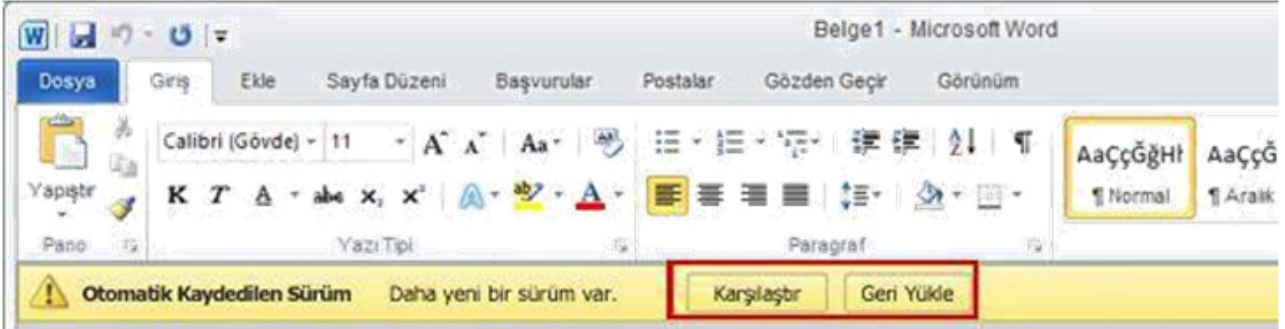 Belge1 - Microsoft Word
Dosya Giriş Ekle Sayfa Düzeni Başvurular Postalar Gözden Geçir Görünüm
Calibri (Gövde) 11 A A Aa
AaÇçĞğHł AaÇçĞ
Yapıştır K T A abc x, x² ab A
¶ Normal ¶ Aralık
Pano Yazı Tipi Paragraf
Otomatik Kaydedilen Sürüm Daha yeni bir sürüm var. Karşılaştır Geri Yükle